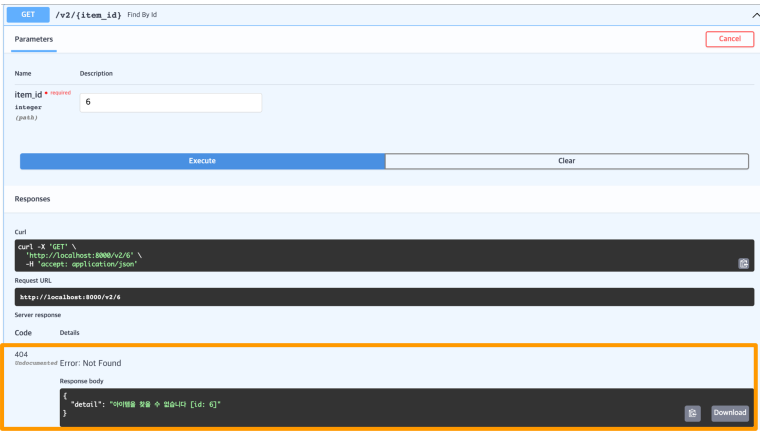 GET /v2/{item_id} Find By Id
Parameters
Cancel
Name Description
item_id * required
integer
(path)
6
Execute Clear
Responses
Curl
curl -X 'GET' \
'http://localhost:8000/v2/6' \
-H 'accept: application/json'
Request URL
http://localhost:8000/v2/6
Server response
Code Details
404
Undocumented Error: Not Found
Response body
{
"detail": "아이템을 찾을 수 없습니다 [id: 6]"
}
Download